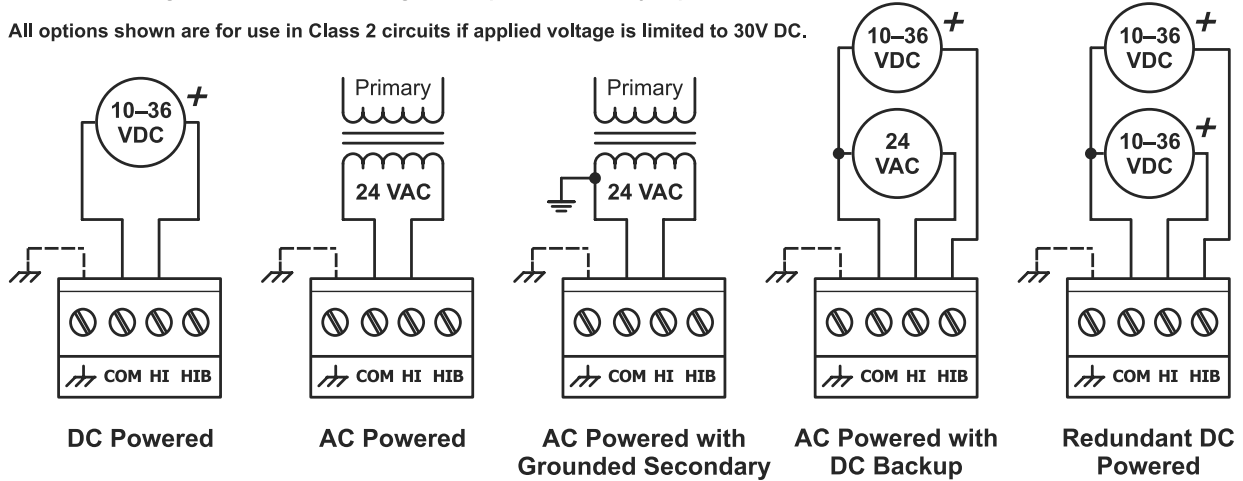 All options shown are for use in Class 2 circuits if applied voltage is limited to 30V DC.
10–36
VDC
+
COM HI HIB
DC Powered
Primary
24 VAC
COM HI HIB
AC Powered
Primary
24 VAC
COM HI HIB
AC Powered with
Grounded Secondary
10–36
VDC
+
24
VAC
COM HI HIB
AC Powered with
DC Backup
10–36
VDC
+
10–36
VDC
+
COM HI HIB
Redundant DC
Powered